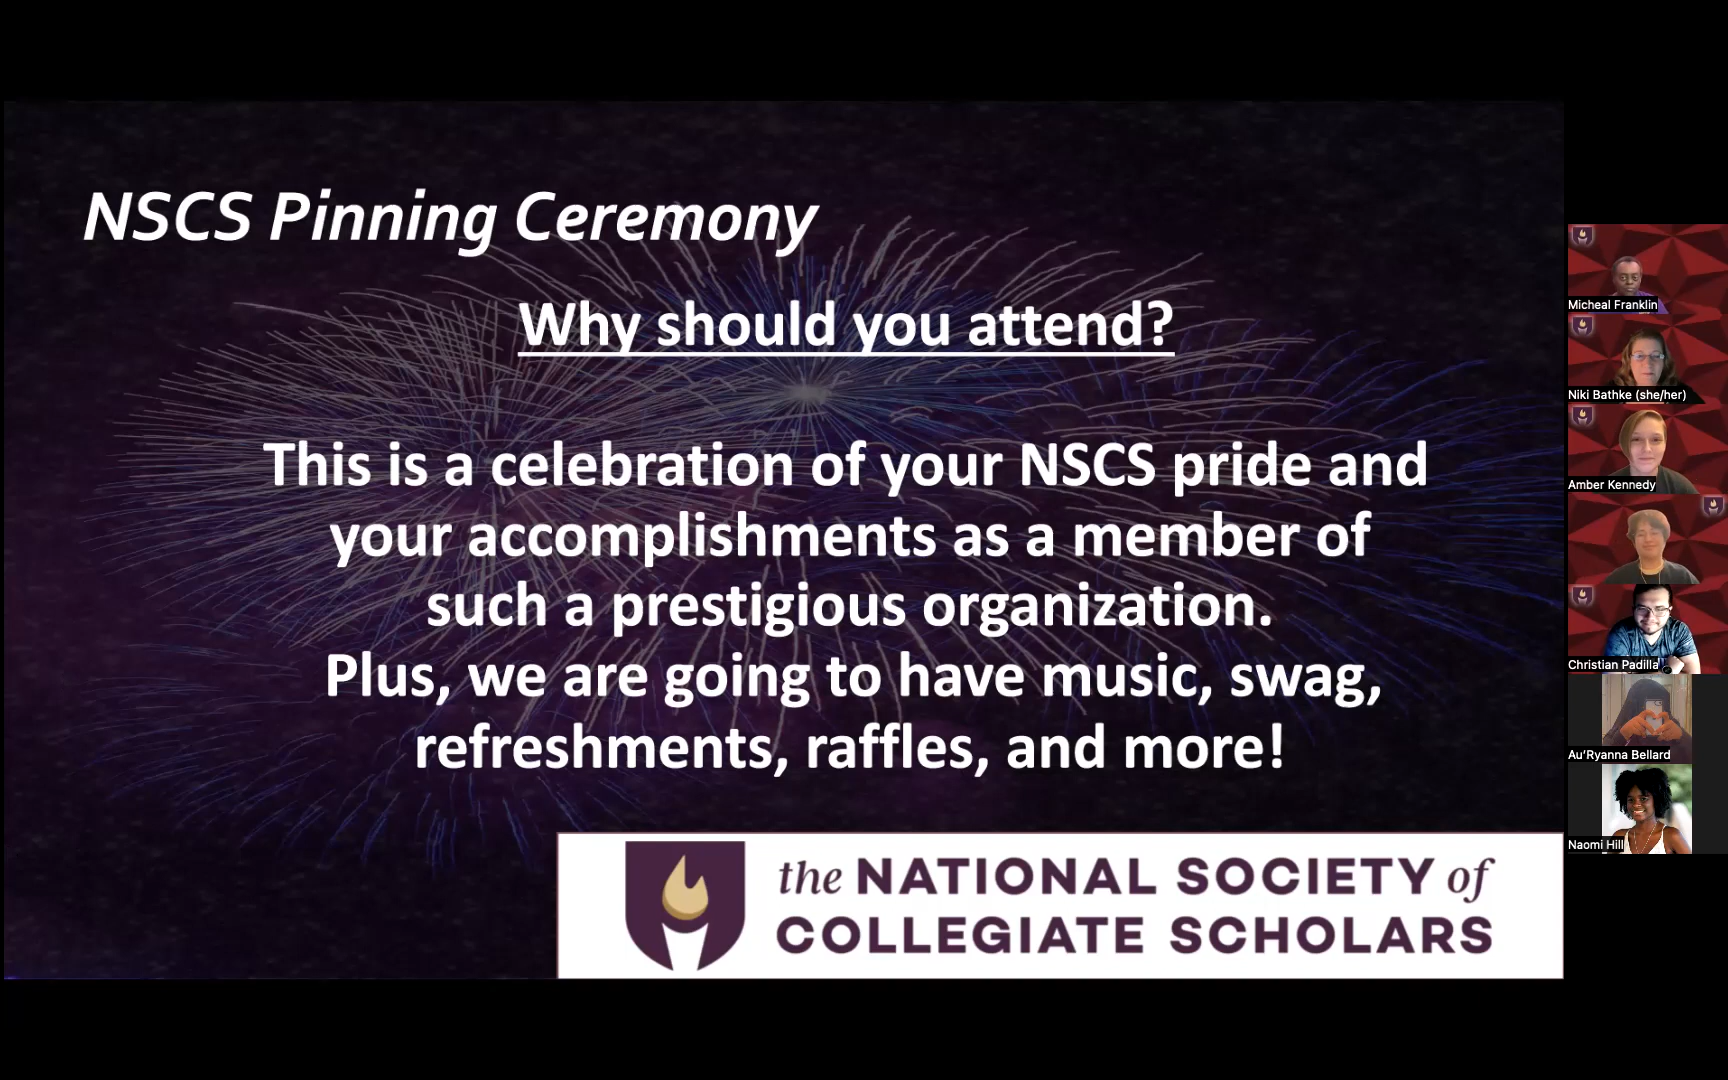 NSCS Pinning Ceremony
Why should you attend?
This is a celebration of your NSCS pride and
your accomplishments as a member of
such a prestigious organization.
Plus, we are going to have music, swag,
refreshments, raffles, and more!
the NATIONAL SOCIETY of
COLLEGIATE SCHOLARS
Micheal Franklin
Niki Bathke (she/her)
Amber Kennedy
Christian Padilla
Au'Ryanna Bellard
Naomi Hill